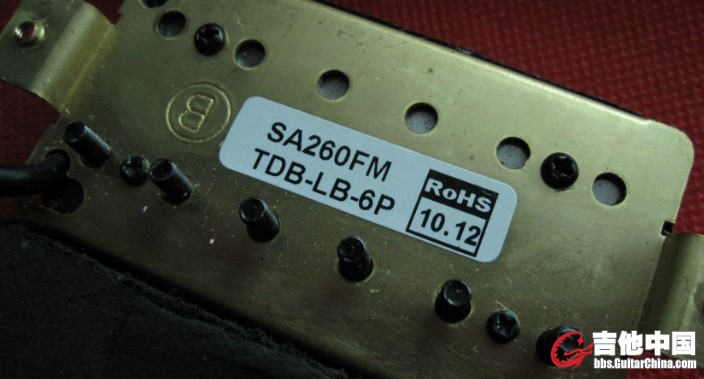 B
SA260FM
TDB-LB-6P
RoHS
10.12
吉他中国
bbs.GuitarChina.com